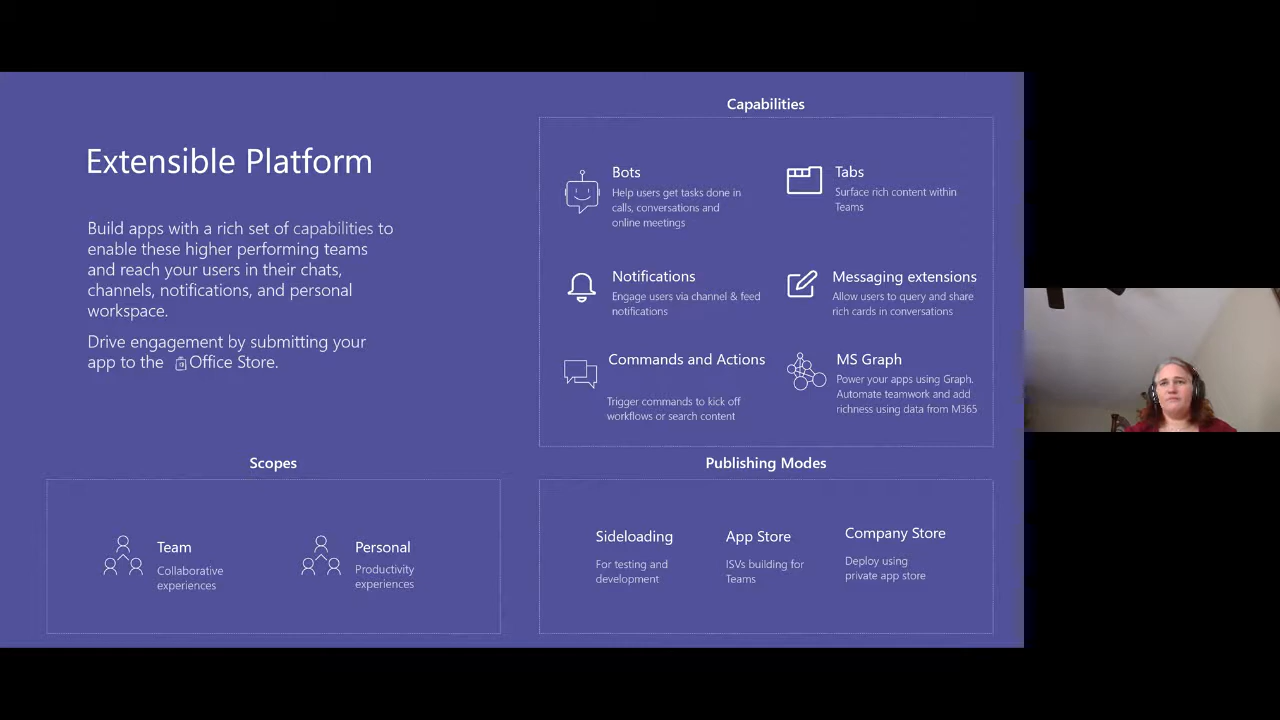 Extensible Platform
Build apps with a rich set of capabilities to
enable these higher performing teams
and reach your users in their chats,
channels, notifications, and personal
workspace.
Drive engagement by submitting your
app to the Office Store.
Capabilities
Bots
Help users get tasks done in
calls, conversations and
online meetings
Tabs
Surface rich content within
Teams
Notifications
Engage users via channel & feed
notifications
Messaging extensions
Allow users to query and share
rich cards in conversations
Commands and Actions
Trigger commands to kick off
workflows or search content
MS Graph
Power your apps using Graph.
Automate teamwork and add
richness using data from M365
Scopes
Team
Collaborative
experiences
Personal
Productivity
experiences
Publishing Modes
Sideloading
For testing and
development
App Store
ISVs building for
Teams
Company Store
Deploy using
private app store